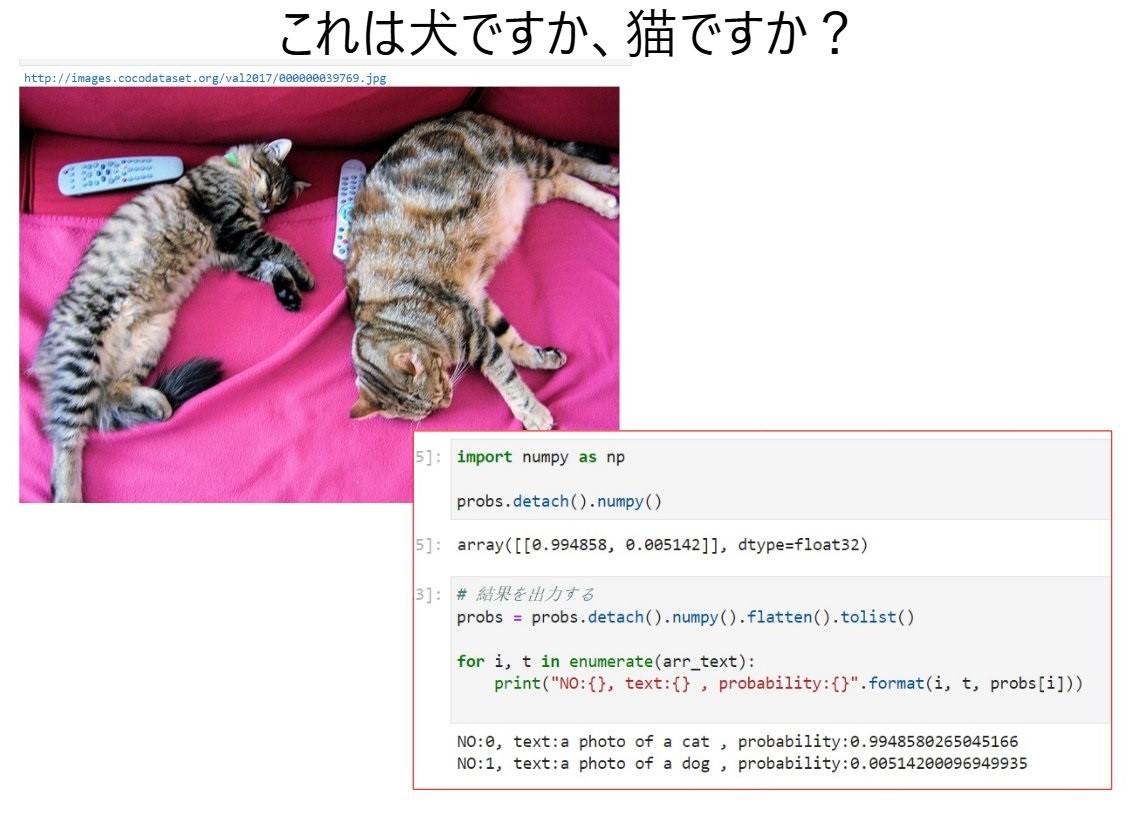 これは犬ですか、猫ですか？
http://images.cocodataset.org/val2017/000000039769.jpg
5]: import numpy as np
probs.detach().numpy()
5]: array([[0.994858, 0.005142]], dtype=float32)
3]: # 結果を出力する
probs = probs.detach().numpy().flatten().tolist()
for i, t in enumerate(arr_text):
    print("NO:{}, text:{} , probability:{}".format(i, t, probs[i]))
NO:0, text:a photo of a cat , probability:0.9948580265045166
NO:1, text:a photo of a dog , probability:0.00514200096949935